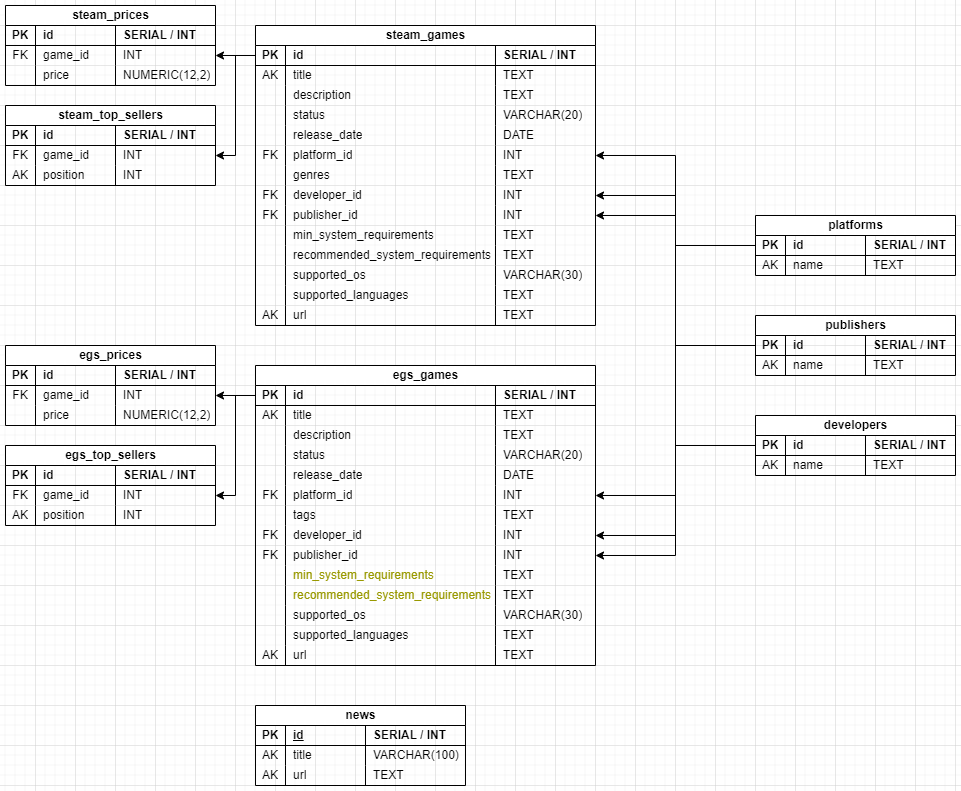 steam_prices
PK id SERIAL / INT
FK game_id INT
price NUMERIC(12,2)
steam_top_sellers
PK id SERIAL / INT
FK game_id INT
AK position INT
steam_games
PK id SERIAL / INT
AK title TEXT
description TEXT
status VARCHAR(20)
release_date DATE
FK platform_id INT
genres TEXT
FK developer_id INT
FK publisher_id INT
min_system_requirements TEXT
recommended_system_requirements TEXT
supported_os VARCHAR(30)
supported_languages TEXT
AK url TEXT
platforms
PK id SERIAL / INT
AK name TEXT
publishers
PK id SERIAL / INT
AK name TEXT
developers
PK id SERIAL / INT
AK name TEXT
egs_prices
PK id SERIAL / INT
FK game_id INT
price NUMERIC(12,2)
egs_top_sellers
PK id SERIAL / INT
FK game_id INT
AK position INT
egs_games
PK id SERIAL / INT
AK title TEXT
description TEXT
status VARCHAR(20)
release_date DATE
FK platform_id INT
tags TEXT
FK developer_id INT
FK publisher_id INT
min_system_requirements TEXT
recommended_system_requirements TEXT
supported_os VARCHAR(30)
supported_languages TEXT
AK url TEXT
news
PK id SERIAL / INT
AK title VARCHAR(100)
AK url TEXT